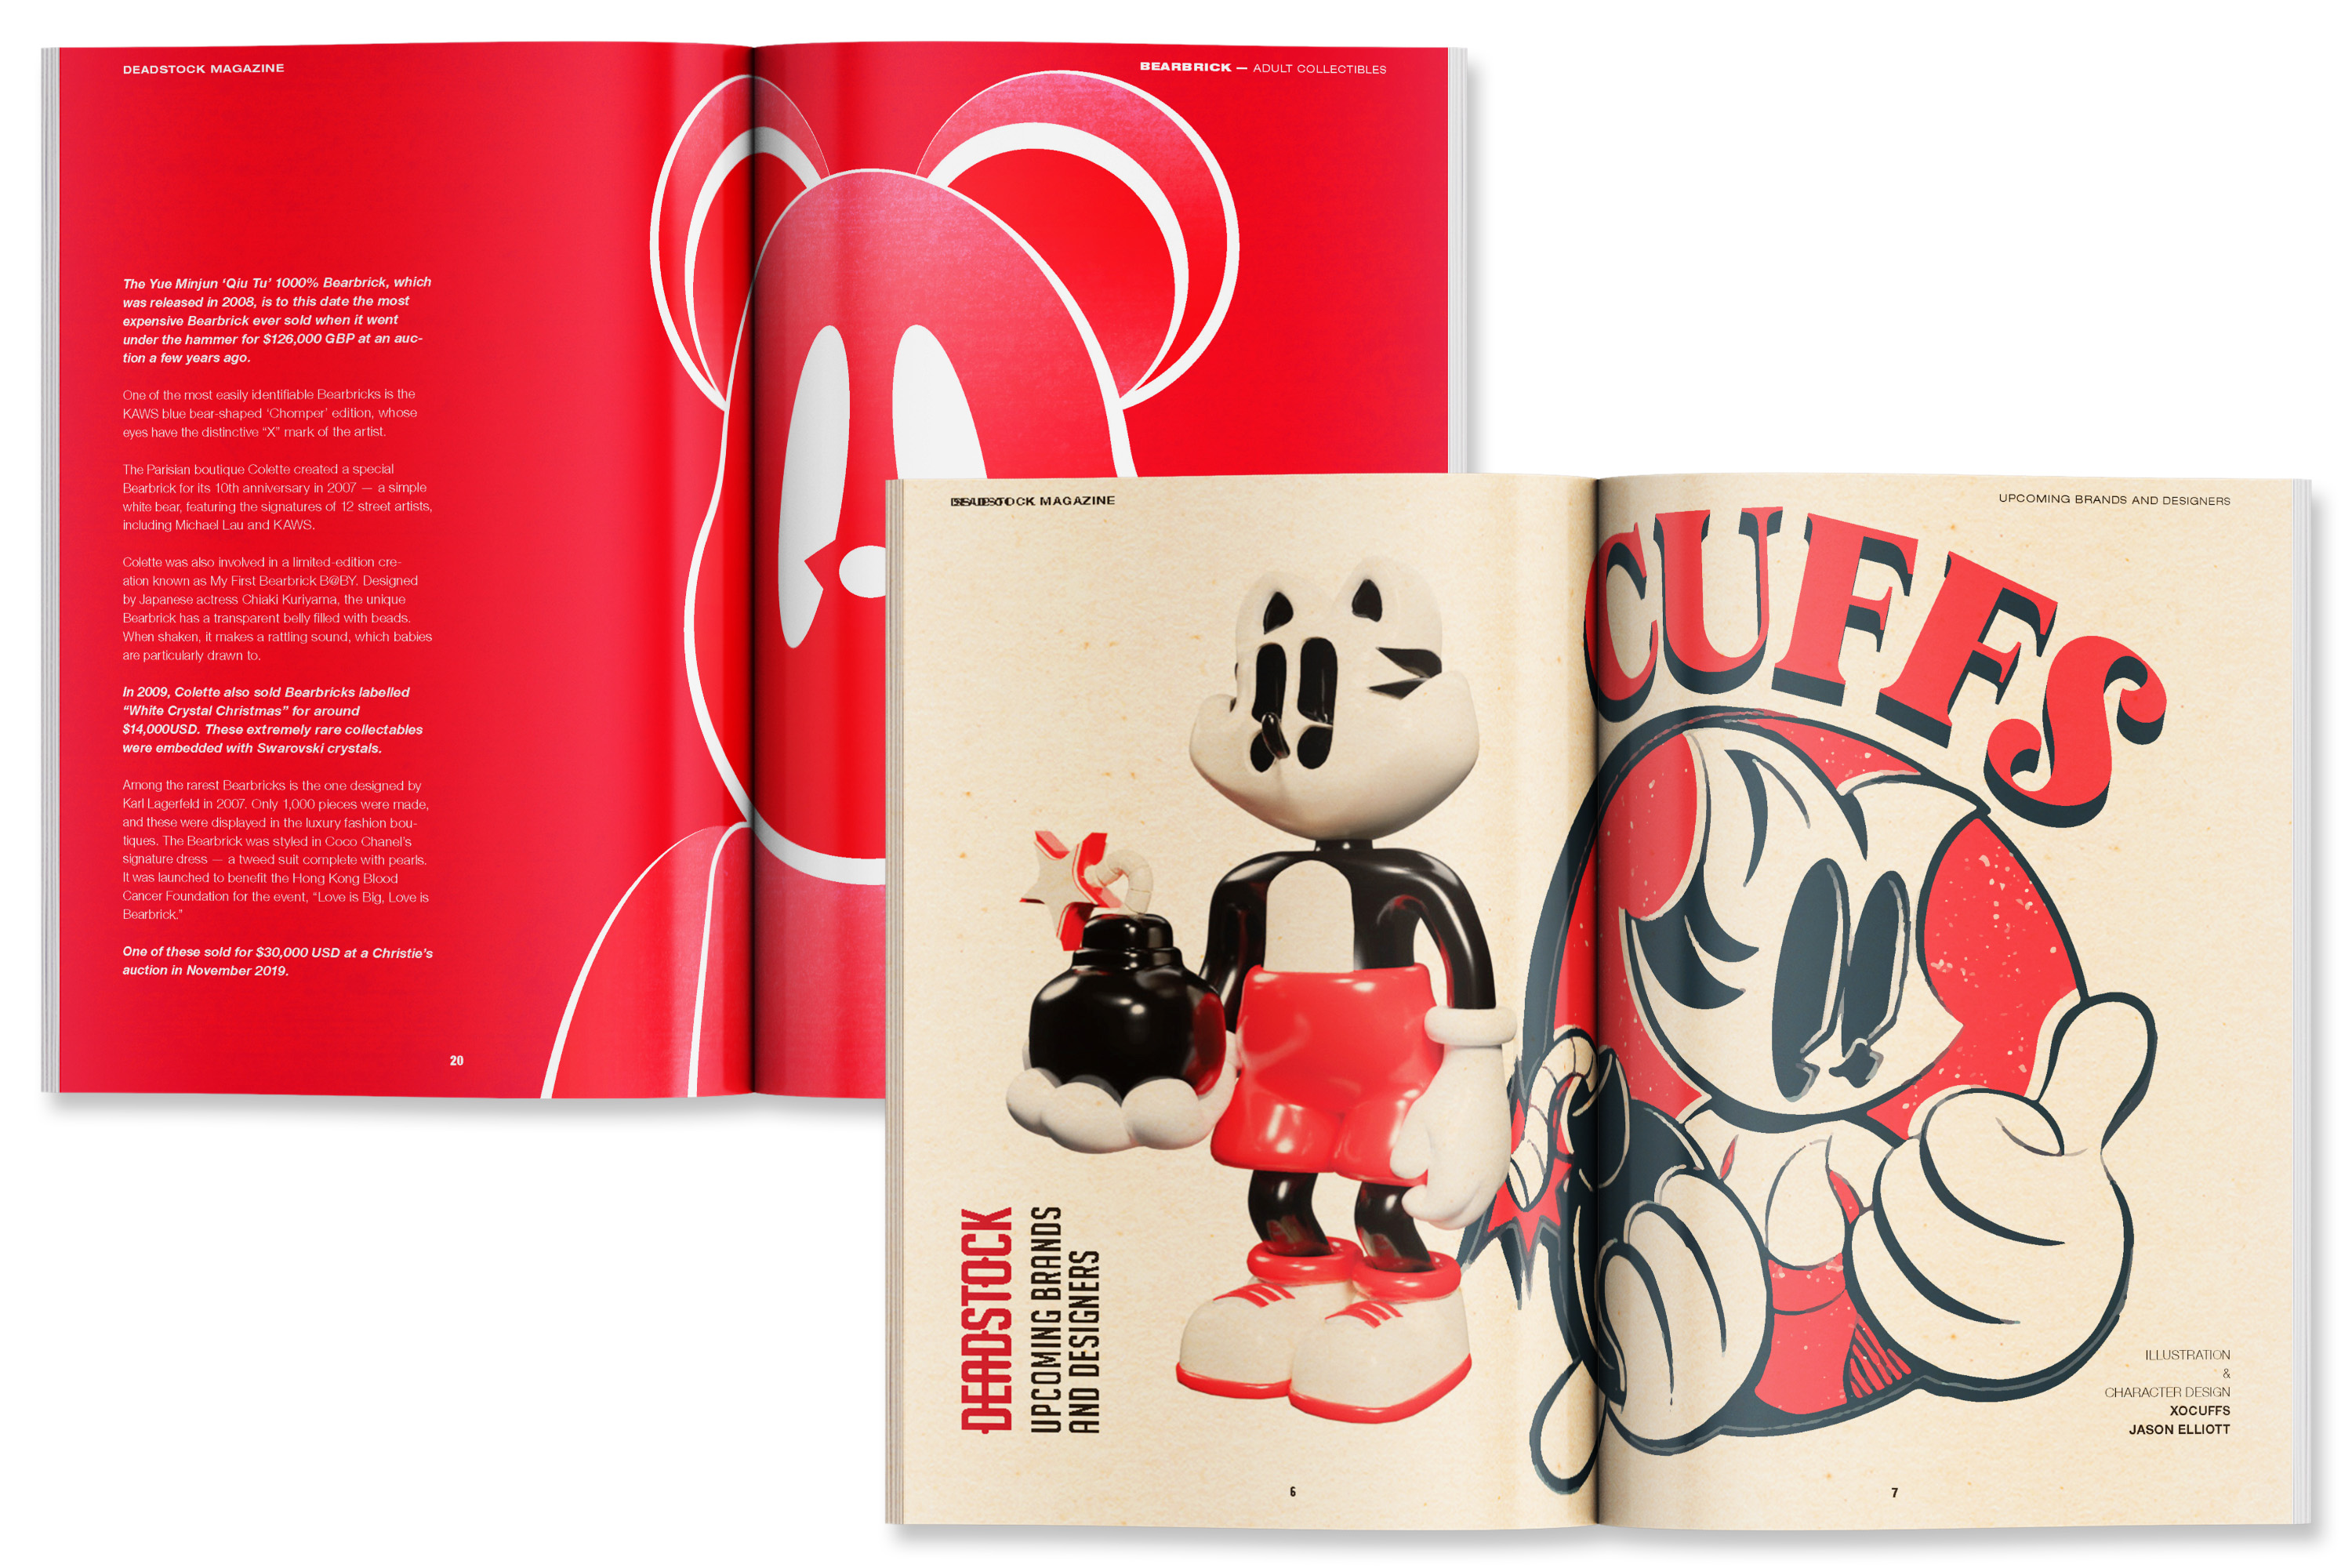 DEADSTOCK MAGAZINE
BEARBRICK — ADULT COLLECTIBLES
The Yue Minjun ‘Qiu Tu’ 1000% Bearbrick, which
was released in 2008, is to this date the most
expensive Bearbrick ever sold when it went
under the hammer for $126,000 GBP at an auc-
tion a few years ago.
One of the most easily identifiable Bearbricks is the
KAWS blue bear-shaped ‘Chomper’ edition, whose
eyes have the distinctive “X” mark of the artist.
The Parisian boutique Colette created a special
Bearbrick for its 10th anniversary in 2007 — a simple
white bear, featuring the signatures of 12 street artists,
including Michael Lau and KAWS.
Colette was also involved in a limited-edition cre-
ation known as My First Bearbrick B@BY. Designed
by Japanese actress Chiaki Kuriyama, the unique
Bearbrick has a transparent belly filled with beads.
When shaken, it makes a rattling sound, which babies
are particularly drawn to.
In 2009, Colette also sold Bearbricks labelled
“White Crystal Christmas” for around
$14,000USD. These extremely rare collectables
were embedded with Swarovski crystals.
Among the rarest Bearbricks is the one designed by
Karl Lagerfeld in 2007. Only 1,000 pieces were made,
and these were displayed in the luxury fashion bou-
tiques. The Bearbrick was styled in Coco Chanel’s
signature dress — a tweed suit complete with pearls.
It was launched to benefit the Hong Kong Blood
Cancer Foundation for the event, “Love is Big, Love is
Bearbrick.”
One of these sold for $30,000 USD at a Christie’s
auction in November 2019.
20
DEADSTOCK MAGAZINE
UPCOMING BRANDS AND DESIGNERS
CUFFS
DEADSTOCK
UPCOMING BRANDS
AND DESIGNERS
ILLUSTRATION
&
CHARACTER DESIGN
XOCUFFS
JASON ELLIOTT
6
7